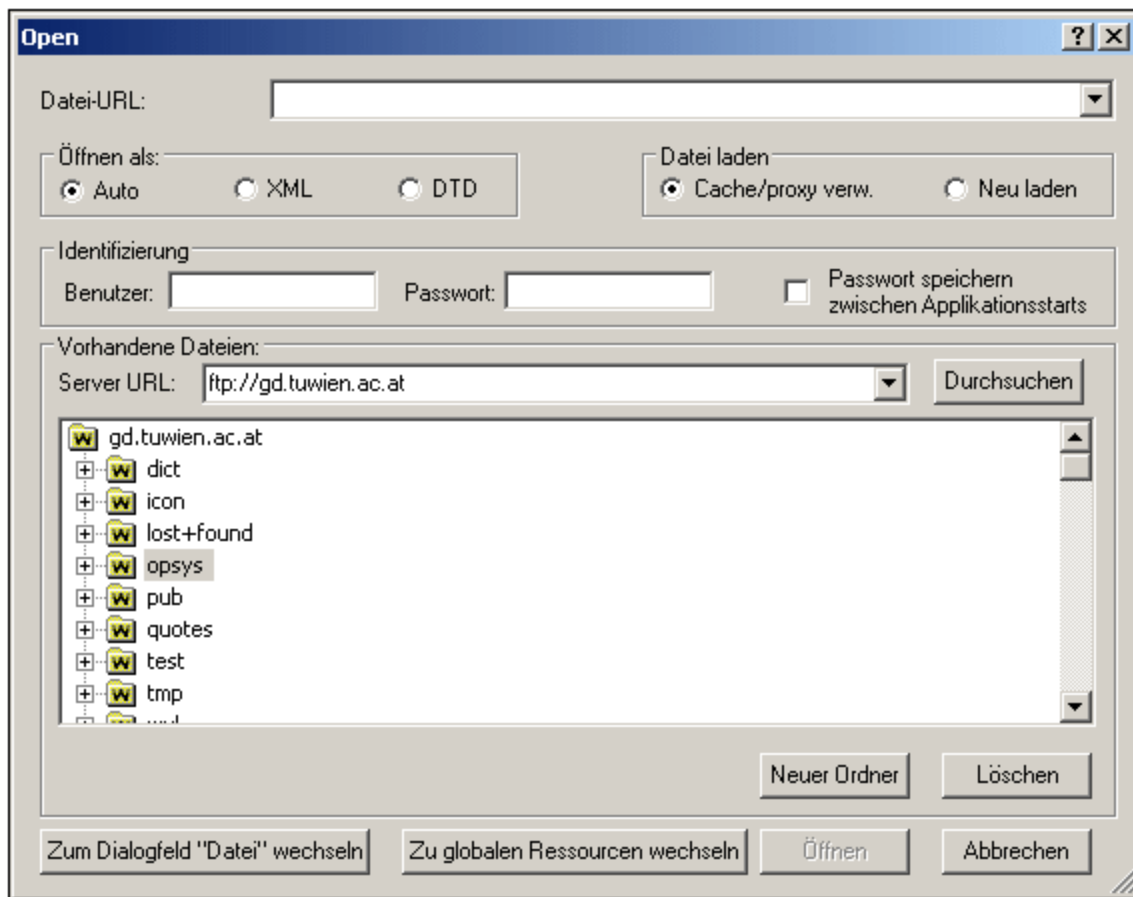 Open
Datei-URL:
Öffnen als:
Datei laden
Auto XML DTD
Cache/proxy verw. Neu laden
Identifizierung
Benutzer: Passwort:
Passwort speichern
zwischen Applikationsstarts
Vorhandene Dateien:
Server URL: ftp://gd.tuwien.ac.at Durchsuchen
gd.tuwien.ac.at
dict
icon
lost+found
opsys
pub
quotes
test
tmp
Neuer Ordner Löschen
Zum Dialogfeld "Datei" wechseln Zu globalen Ressourcen wechseln Öffnen Abbrechen